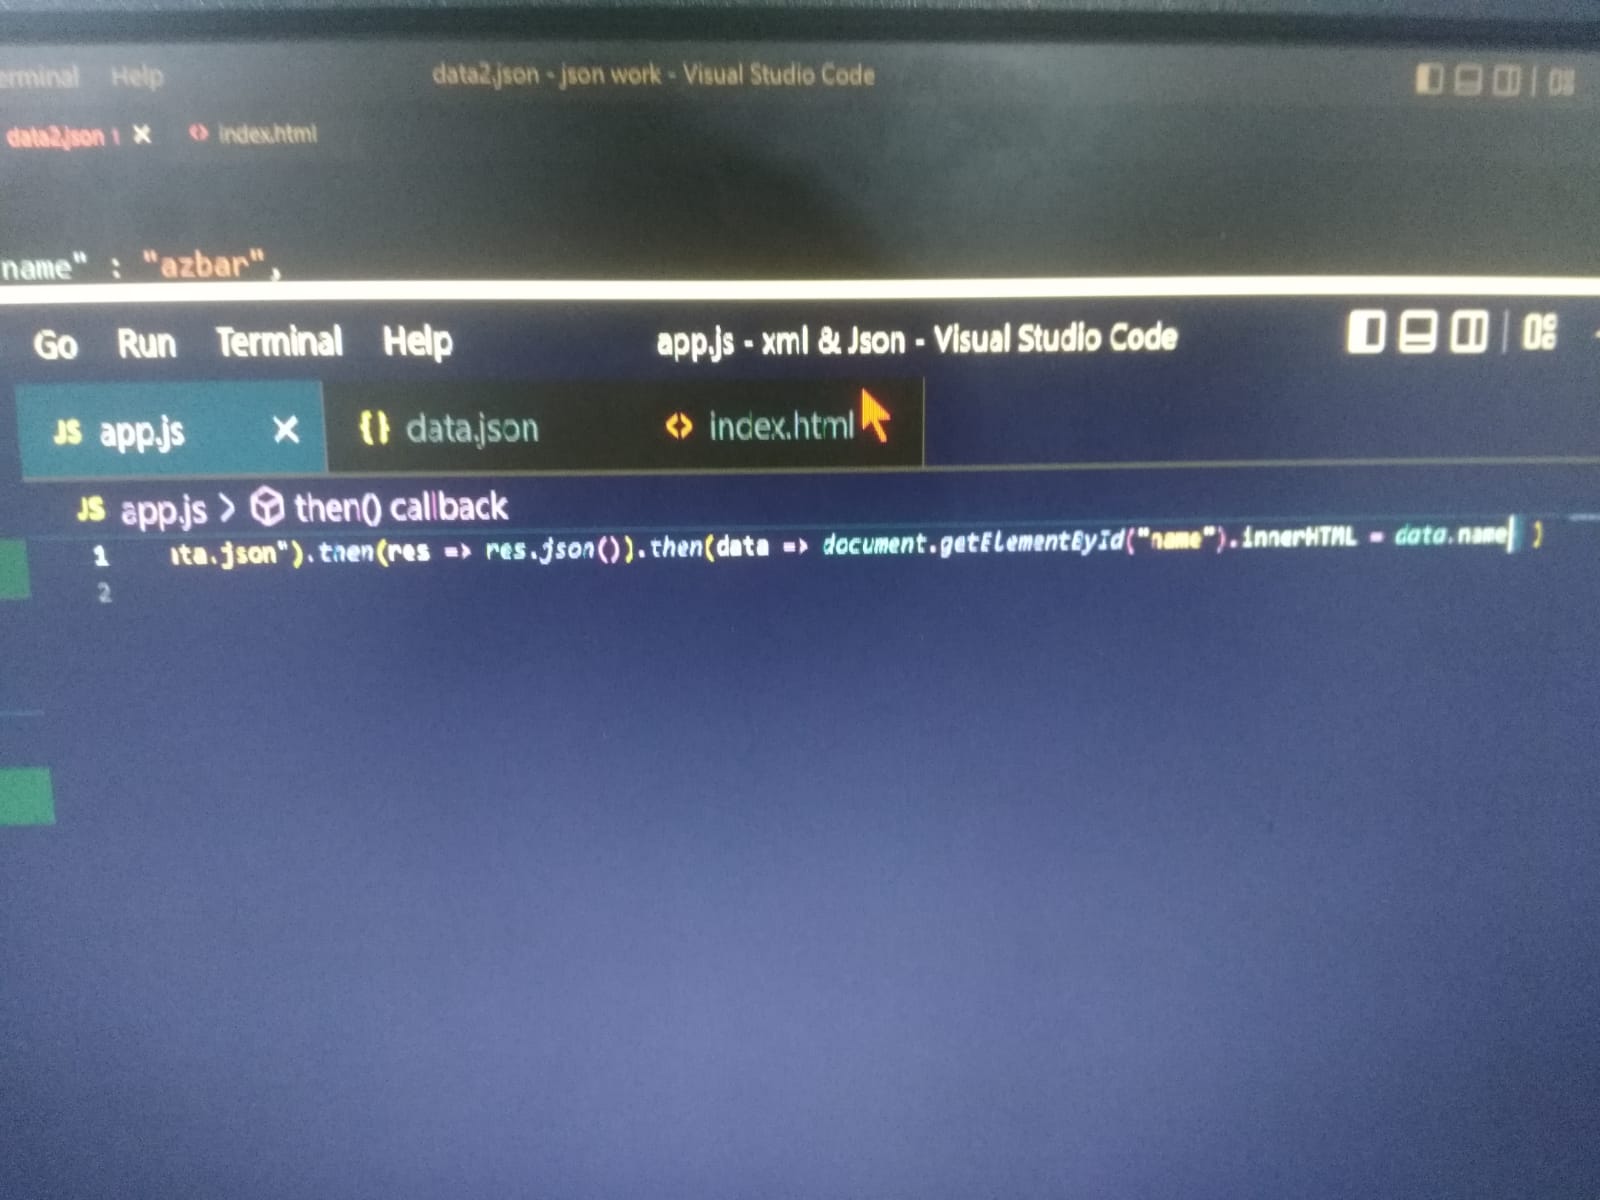 erminal Help data2.json - json work - Visual Studio Code
data2.json 1 index.html
name" : "azbar",
Go Run Terminal Help app.js - xml & Json - Visual Studio Code
JS app.js {} data.json <> index.html
JS app.js > then() callback
1 ta.json").then(res => res.json()).then(data => document.getElementById("name").innerHTML = data.name )
2